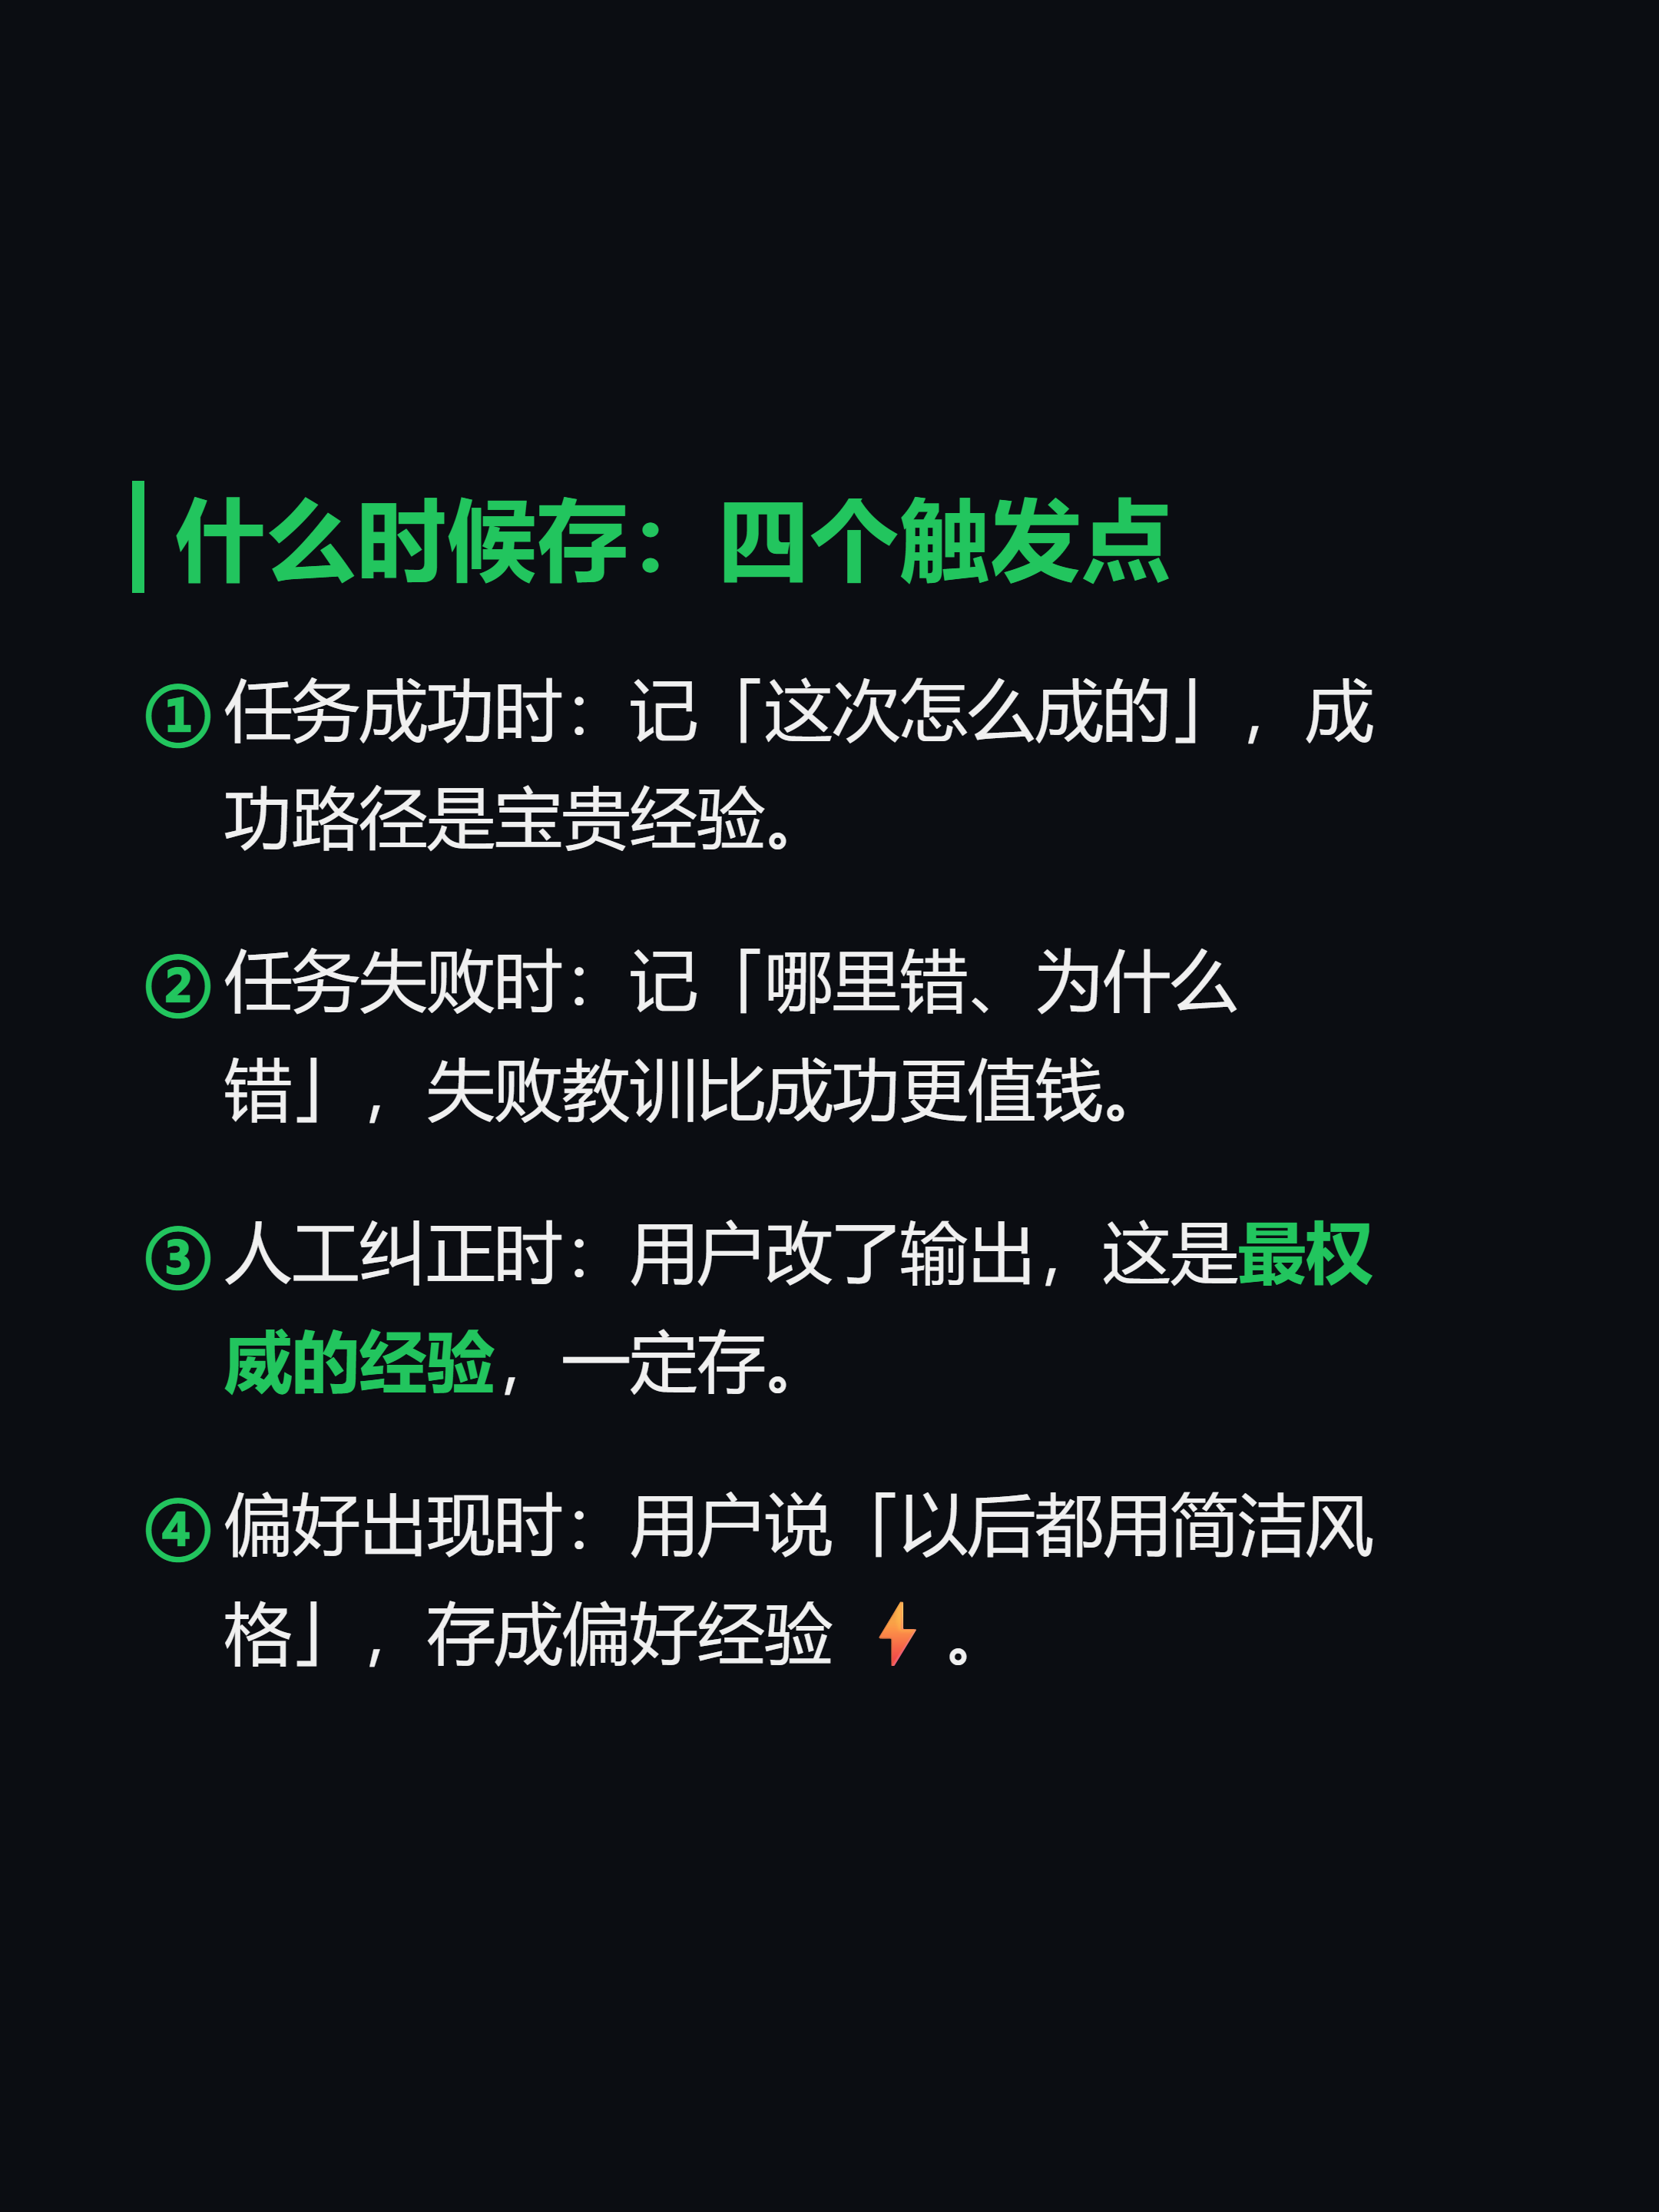 什么时候存：四个触发点
①任务成功时：记「这次怎么成的」，成
功路径是宝贵经验。
②任务失败时：记「哪里错、为什么
错」，失败教训比成功更值钱。
③人工纠正时：用户改了输出，这是最权
威的经验，一定存。
④偏好出现时：用户说「以后都用简洁风
格」，存成偏好经验⚡。